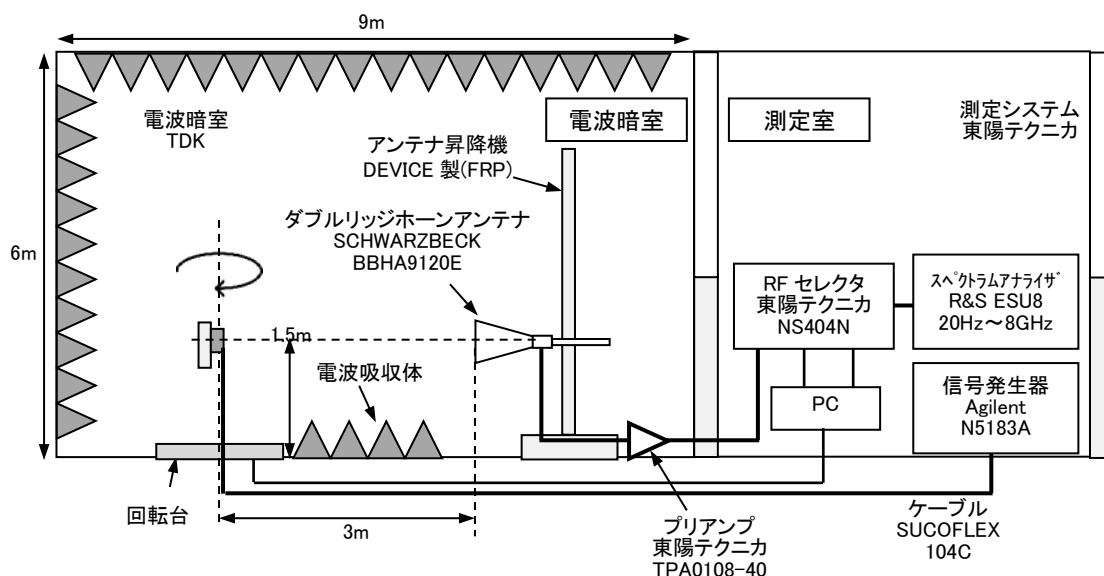 9m
電波暗室
TDK
電波暗室
測定室
測定システム
東陽テクニカ
アンテナ昇降機
DEVICE 製(FRP)
ダブルリッジホーンアンテナ
SCHWARZBECK
BBHA9120E
6m
1.5m
電波吸収体
RF セレクタ
東陽テクニカ
NS404N
ｽﾍﾟｸﾄﾗﾑｱﾅﾗｲｻﾞ
R&S ESU8
20Hz～8GHz
PC
信号発生器
Agilent
N5183A
回転台
3m
プリアンプ
東陽テクニカ
TPA0108-40
ケーブル
SUCOFLEX
104C